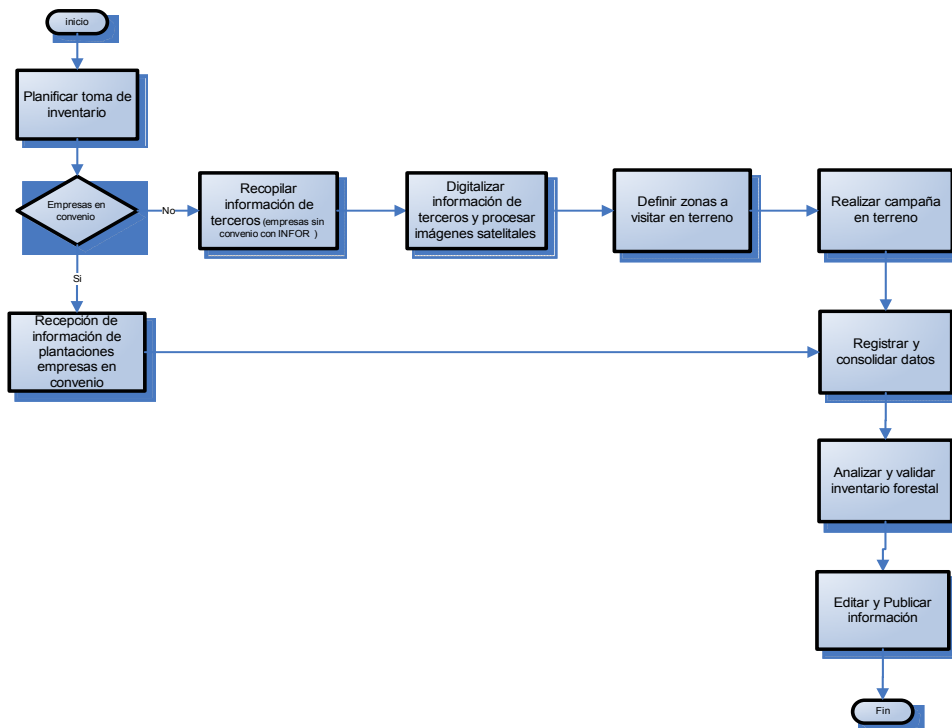 inicio
Planificar toma de
inventario
Empresas en
convenio
No
Recopilar
información de
terceros (empresas sin
convenio con INFOR )
Digitalizar
información de
terceros y procesar
imágenes satelitales
Definir zonas a
visitar en terreno
Realizar campaña
en terreno
Si
Recepción de
información de
plantaciones
empresas en
convenio
Registrar y
consolidar datos
Analizar y validar
inventario forestal
Editar y Publicar
información
Fin